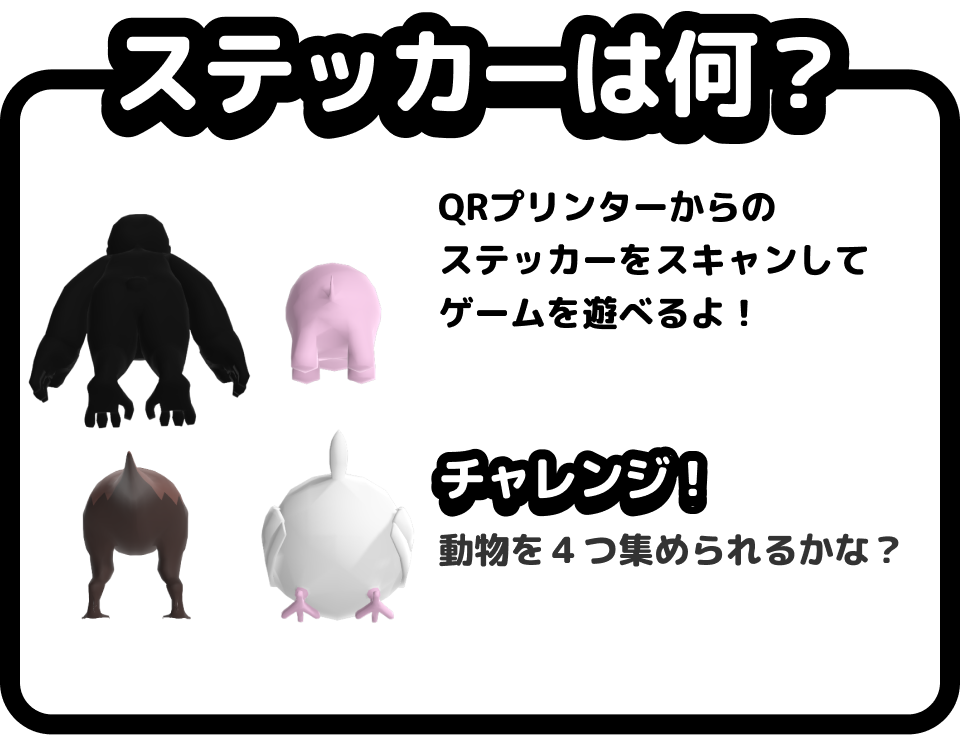 ステッカーは何？
QRプリンターからの
ステッカーをスキャンして
ゲームを遊べるよ！
チャレンジ！
動物を４つ集められるかな？